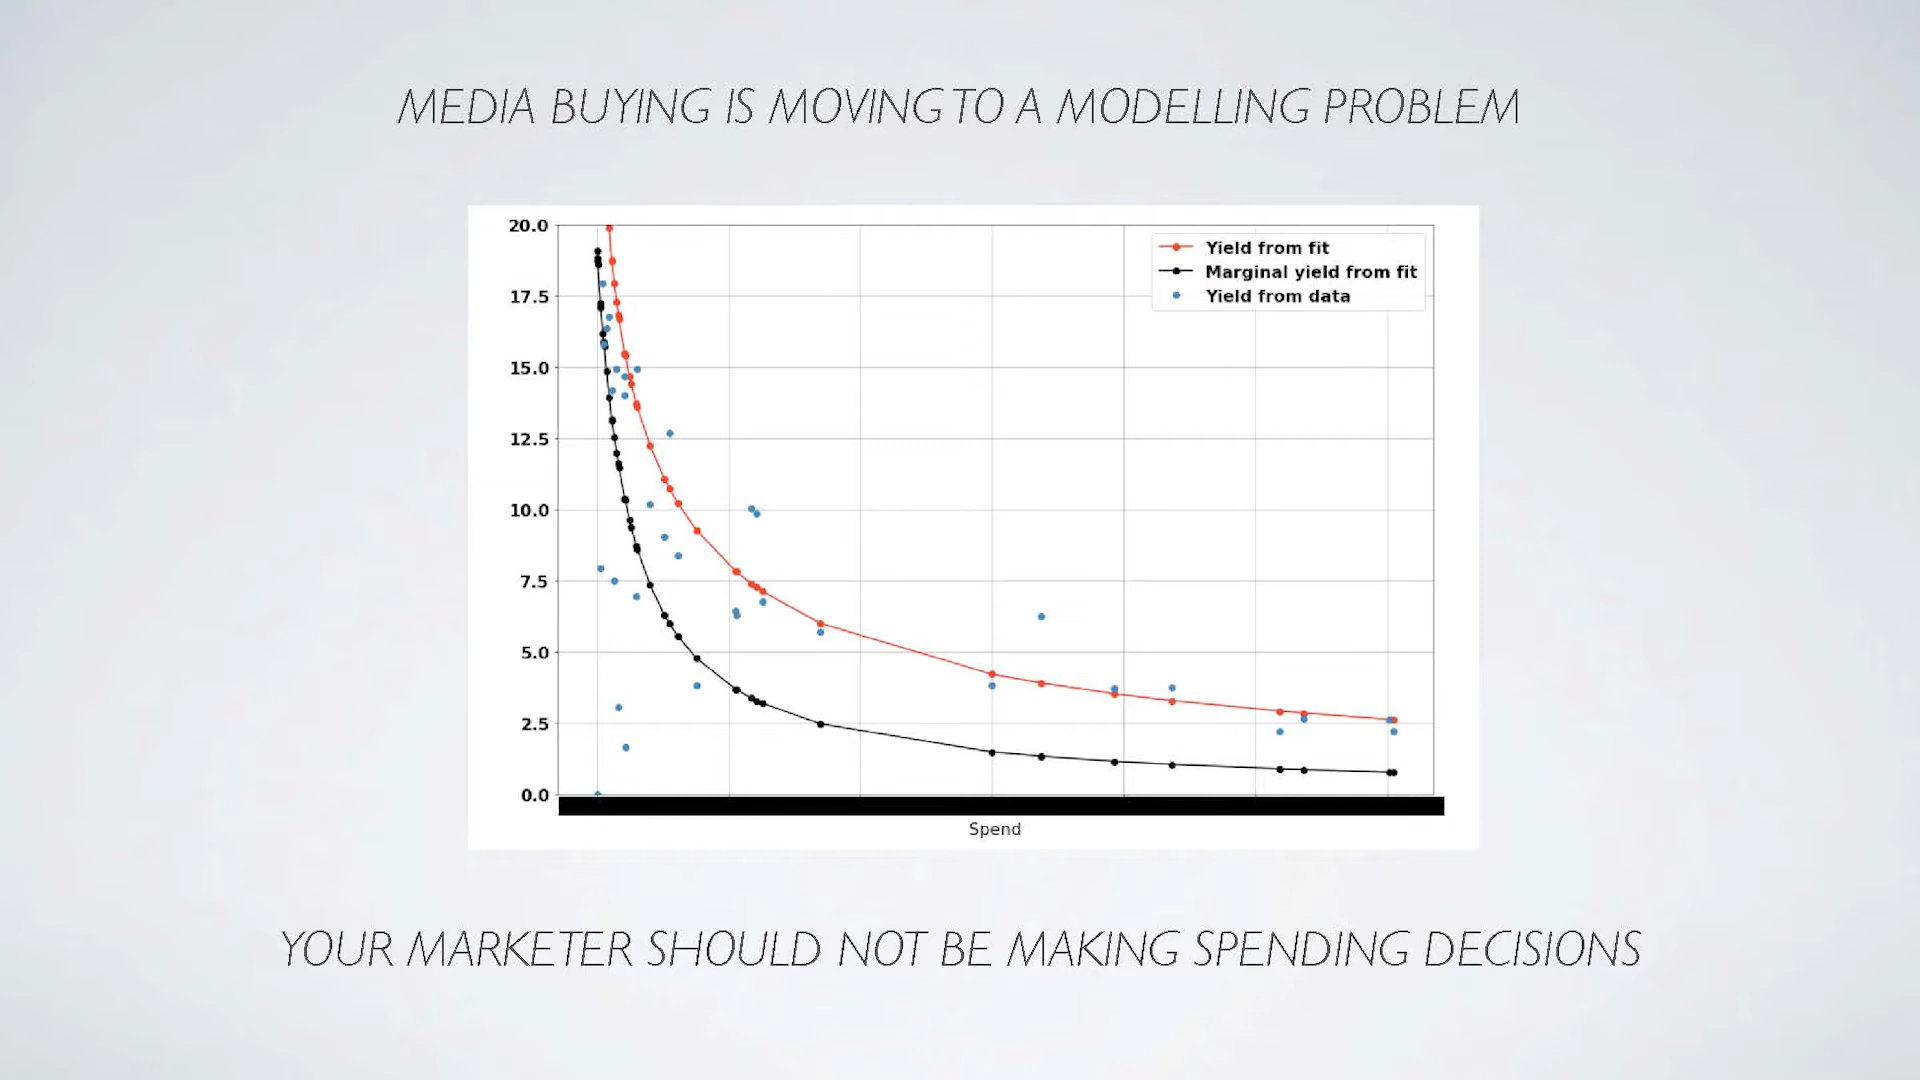 MEDIA BUYING IS MOVING TO A MODELLING PROBLEM
20.0
17.5
15.0
12.5
10.0
7.5
5.0
2.5
0.0
Yield from fit
Marginal yield from fit
Yield from data
Spend
YOUR MARKETER SHOULD NOT BE MAKING SPENDING DECISIONS